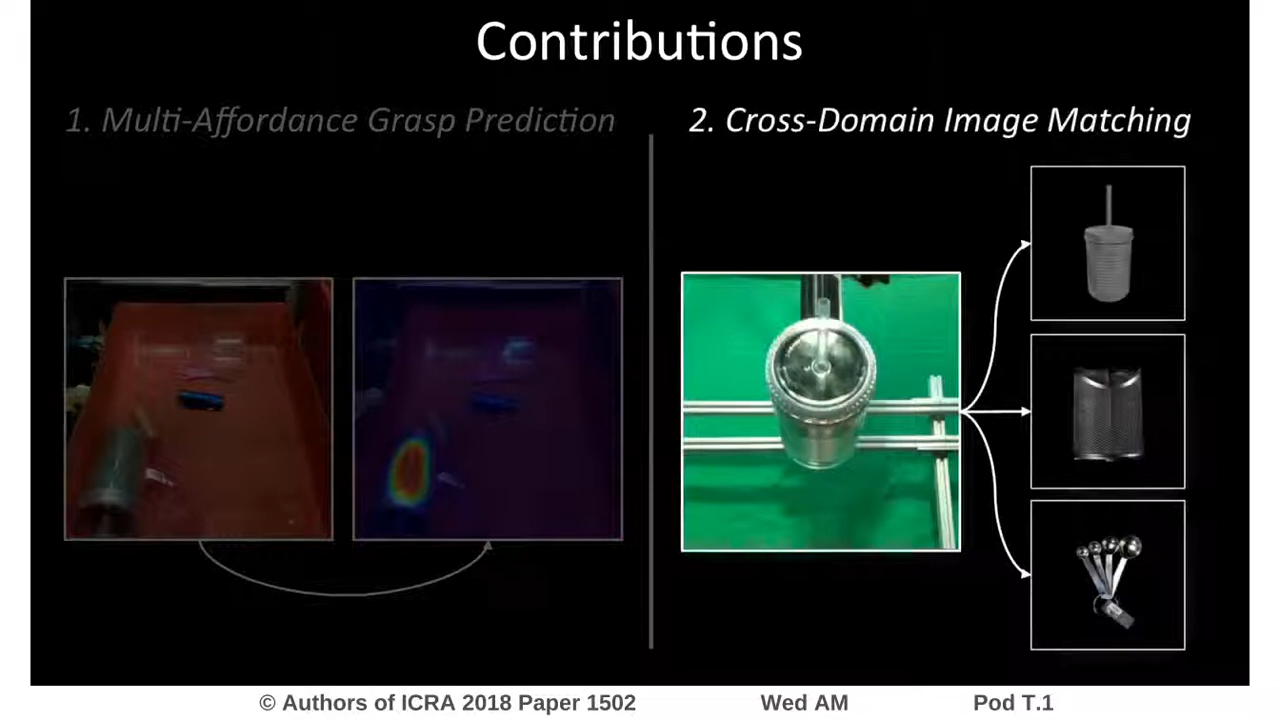 Contributions
1. Multi-Affordance Grasp Prediction
2. Cross-Domain Image Matching
© Authors of ICRA 2018 Paper 1502 Wed AM Pod T.1